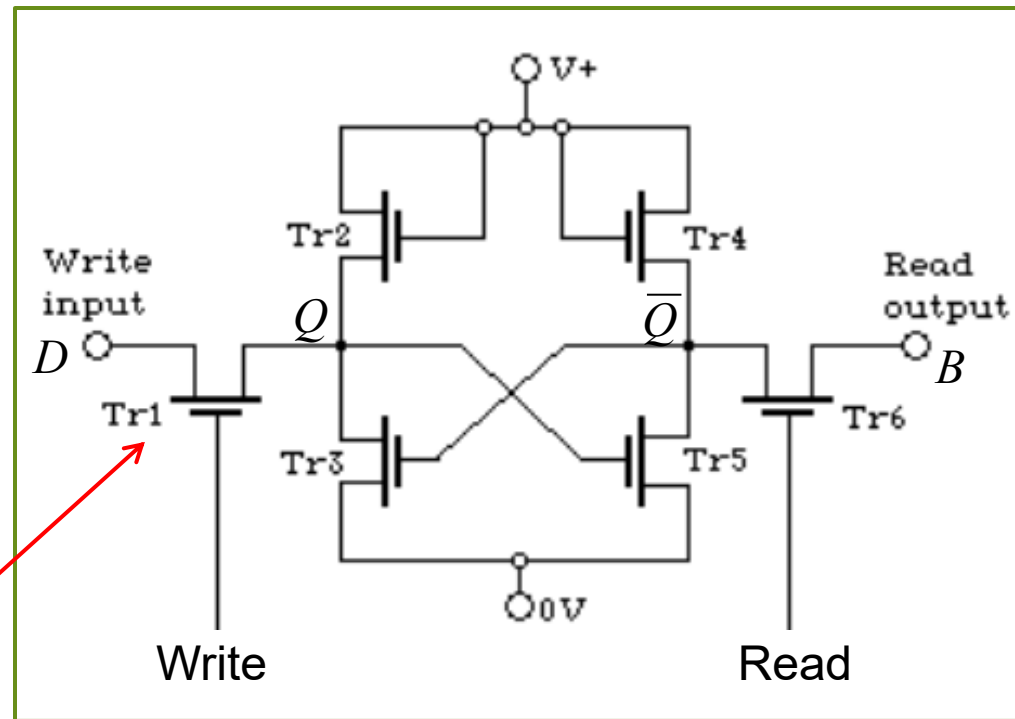 V+
Tr2
Tr4
Write
input
D
Q
Q̅
Read
output
B
Tr1
Tr3
Tr5
Tr6
0V
Write
Read